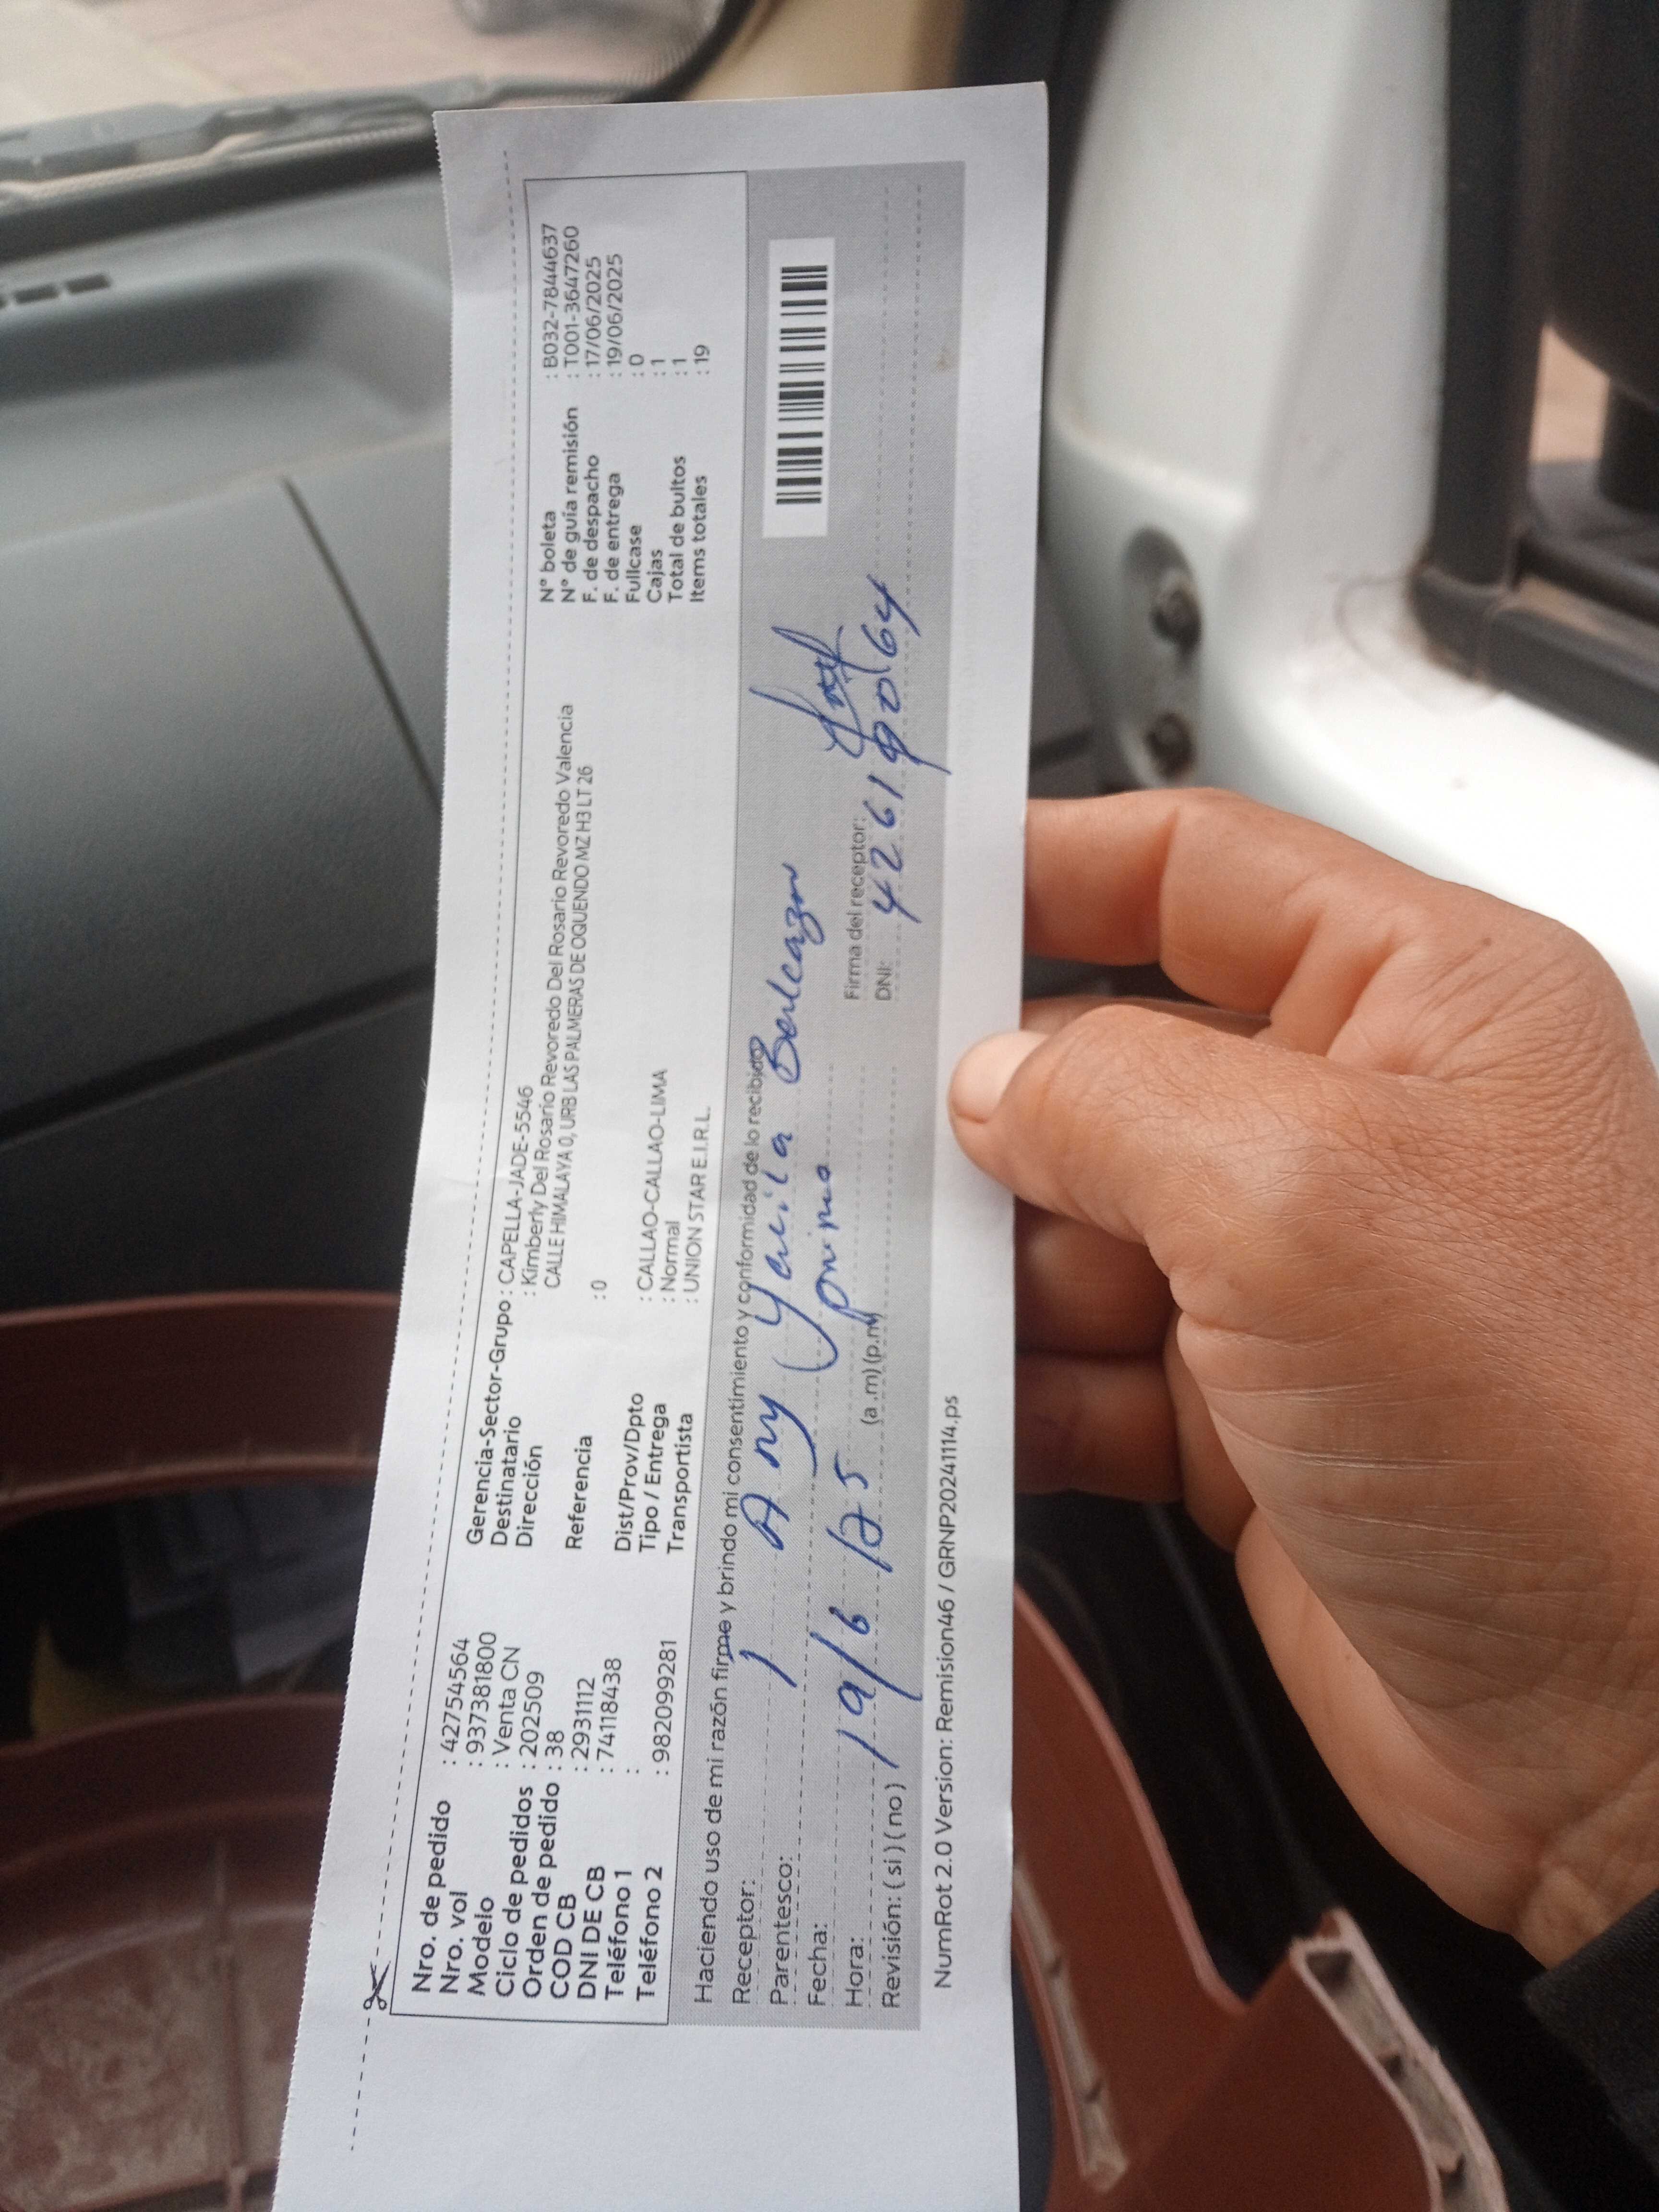 Nro. de pedido : 42754564
Nro. vol : 937381800
Modelo : Venta CN
Ciclo de pedidos : 202509
Orden de pedido : 38
COD CB : 2931112
DNI DE CB : 74118438
Teléfono 1 :
Teléfono 2 : 982099281
Gerencia-Sector-Grupo : CAPELLA-JADE-5546
Destinatario : Kimberly Del Rosario Revoredo Del Rosario Revoredo Valencia
Dirección CALLE HIMALAYA 0, URB LAS PALMERAS DE OQUENDO MZ H3 LT 26
Referencia : 0
Dist/Prov/Dpto : CALLAO-CALLAO-LIMA
Tipo / Entrega : Normal
Transportista : UNION STAR E.I.R.L.
N° boleta : B032-7844637
N° de guía remisión : T001-3647260
F. de despacho : 17/06/2025
F. de entrega : 19/06/2025
Fullcase : 0
Cajas : 1
Total de bultos : 1
Items totales : 19
Haciendo uso de mi razón firme y brindo mi consentimiento y conformidad de lo recibido
Receptor: Any
Parentesco: primo
Fecha: 19/6/25
Hora: (a .m) (p.m)
Revisión: ( si ) ( no )
Firma del receptor:
DNI:
NumRot 2.0 Version: Remision46 / GRNP20241114.ps